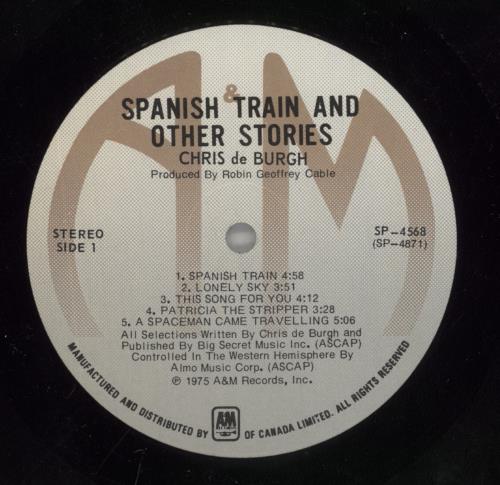 A&M
SPANISH TRAIN AND
OTHER STORIES
CHRIS de BURGH
Produced By Robin Geoffrey Cable
STEREO
SIDE 1
SP-4568
(SP-4871)
1. SPANISH TRAIN 4:58
2. LONELY SKY 3:51
3. THIS SONG FOR YOU 4:12
4. PATRICIA THE STRIPPER 3:28
5. A SPACEMAN CAME TRAVELLING 5:06
All Selections Written By Chris de Burgh and
Published By Big Secret Music Inc. (ASCAP)
Controlled In The Western Hemisphere By
Almo Music Corp. (ASCAP)
℗ 1975 A&M Records, Inc.
MANUFACTURED AND DISTRIBUTED BY A&M OF CANADA LIMITED. ALL RIGHTS RESERVED